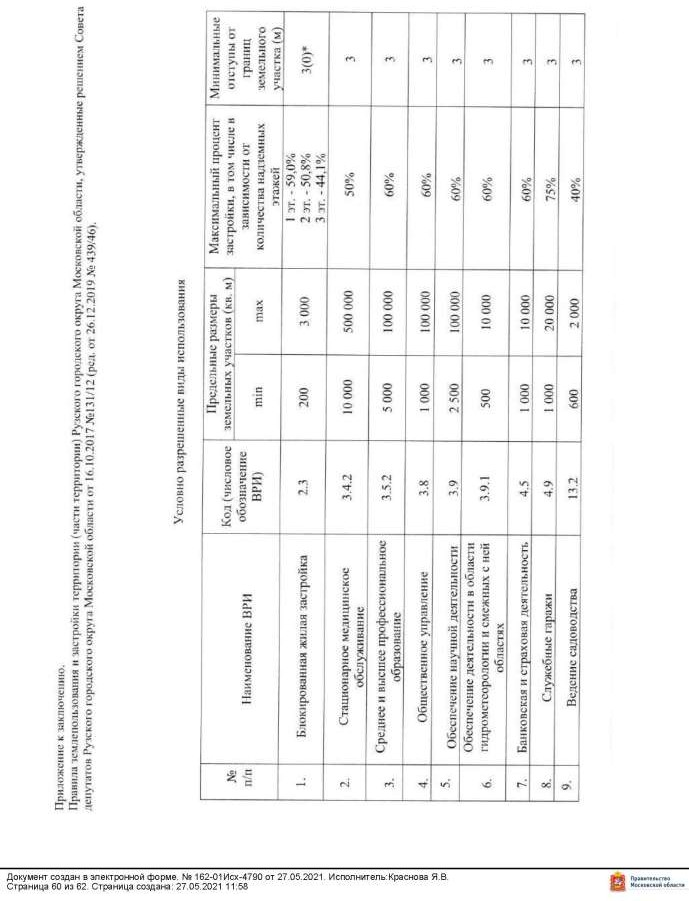 Приложение к заключению.
Правила землепользования и застройки территории (части территории) Рузского городского округа Московской области, утвержденные решением Совета
депутатов Рузского городского округа Московской области от 16.10.2017 №131/12 (ред. от 26.12.2019 № 439/46).
Условно разрешенные виды использования
№
п/п
Наименование ВРИ
Код (числовое
обозначение
ВРИ)
Предельные размеры
земельных участков (кв. м)
min
max
Максимальный процент
застройки, в том числе в
зависимости от
количества надземных
этажей
Минимальные
отступы от
границ
земельного
участка (м)
1.
Блокированная жилая застройка
2.3
200
3 000
1 эт. - 59,0%
2 эт. - 50,8%
3 эт. - 44,1%
3(0)*
2.
Стационарное медицинское
обслуживание
3.4.2
10 000
500 000
50%
3
3.
Среднее и высшее профессиональное
образование
3.5.2
5 000
100 000
60%
3
4.
Общественное управление
3.8
1 000
100 000
60%
3
5.
Обеспечение научной деятельности
3.9
2 500
100 000
60%
3
6.
Обеспечение деятельности в области
гидрометеорологии и смежных с ней
областях
3.9.1
500
10 000
60%
3
7.
Банковская и страховая деятельность
4.5
1 000
10 000
60%
3
8.
Служебные гаражи
4.9
1 000
20 000
75%
3
9.
Ведение садоводства
13.2
600
2 000
40%
3
Документ создан в электронной форме. № 162-01Исх-4790 от 27.05.2021. Исполнитель:Краснова Я.В.
Страница 60 из 62. Страница создана: 27.05.2021 11:58
Правительство
Московской области